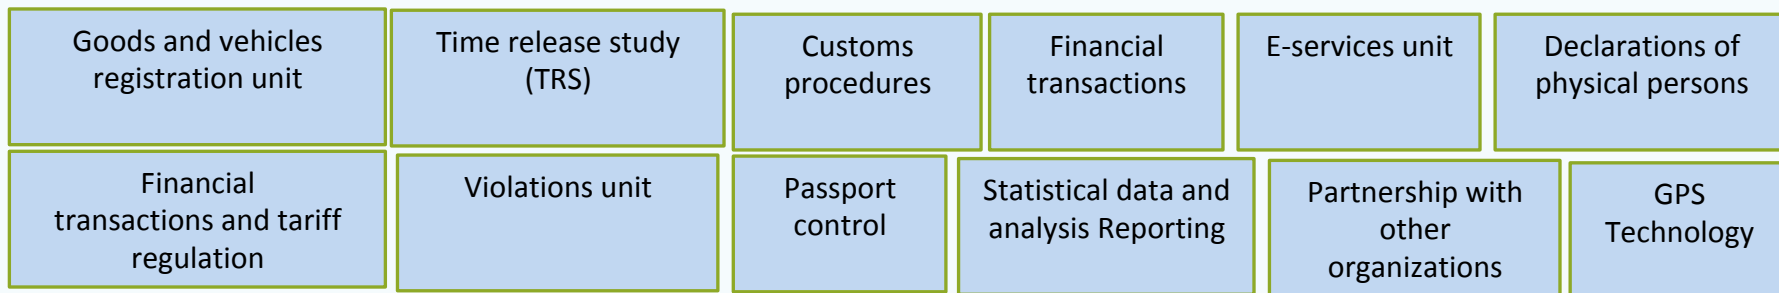 Goods and vehicles
registration unit
Time release study
(TRS)
Customs
procedures
Financial
transactions
E-services unit
Declarations of
physical persons
Financial
transactions and tariff
regulation
Violations unit
Passport
control
Statistical data and
analysis Reporting
Partnership with
other
organizations
GPS
Technology